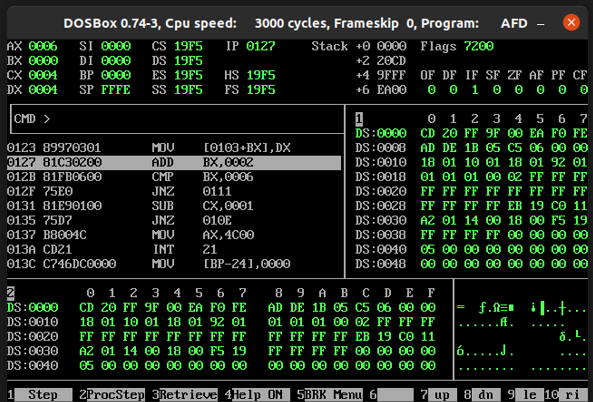 DOSBox 0.74-3, Cpu speed: 3000 cycles, Frameskip 0, Program: AFD
AX 0006 SI 0000 CS 19F5 IP 0127 Stack +0 0000 Flags 7200
BX 0000 DI 0000 DS 19F5 +2 20CD
CX 0004 BP 0000 ES 19F5 HS 19F5 +4 9FFF OF DF IF SF ZF AF PF CF
DX 0004 SP FFFE SS 19F5 FS 19F5 +6 EA00 0 0 1 0 0 0 0 0
CMD >
0123 89970301 MOV [0103+BX],DX
0127 81C30200 ADD BX,0002
012B 81FB0600 CMP BX,0006
012F 75E0 JNZ 0111
0131 81E90100 SUB CX,0001
0135 75D7 JNZ 010E
0137 B8004C MOV AX,4C00
013A CD21 INT 21
013C C746DC0000 MOV [BP-24],0000
1 0 1 2 3 4 5 6 7
DS:0000 CD 20 FF 9F 00 EA F0 FE
DS:0008 AD DE 1B 05 C5 06 00 00
DS:0010 18 01 10 01 18 01 92 01
DS:0018 01 01 01 00 02 FF FF FF
DS:0020 FF FF FF FF FF FF FF FF
DS:0028 FF FF FF FF EB 19 C0 11
DS:0030 A2 01 14 00 18 00 F5 19
DS:0038 FF FF FF FF 00 00 00 00
DS:0040 05 00 00 00 00 00 00 00
DS:0048 00 00 00 00 00 00 00 00
2 0 1 2 3 4 5 6 7 8 9 A B C D E F
DS:0000 CD 20 FF 9F 00 EA F0 FE AD DE 1B 05 C5 06 00 00
DS:0010 18 01 10 01 18 01 92 01 01 01 01 00 02 FF FF FF
DS:0020 FF FF FF FF FF FF FF FF FF FF FF FF EB 19 C0 11
DS:0030 A2 01 14 00 18 00 F5 19 FF FF FF FF 00 00 00 00
DS:0040 05 00 00 00 00 00 00 00 00 00 00 00 00 00 00 00
1 Step 2 ProcStep 3 Retrieve 4 Help ON 5 BRK Menu 6 7 up 8 dn 9 le 10 ri